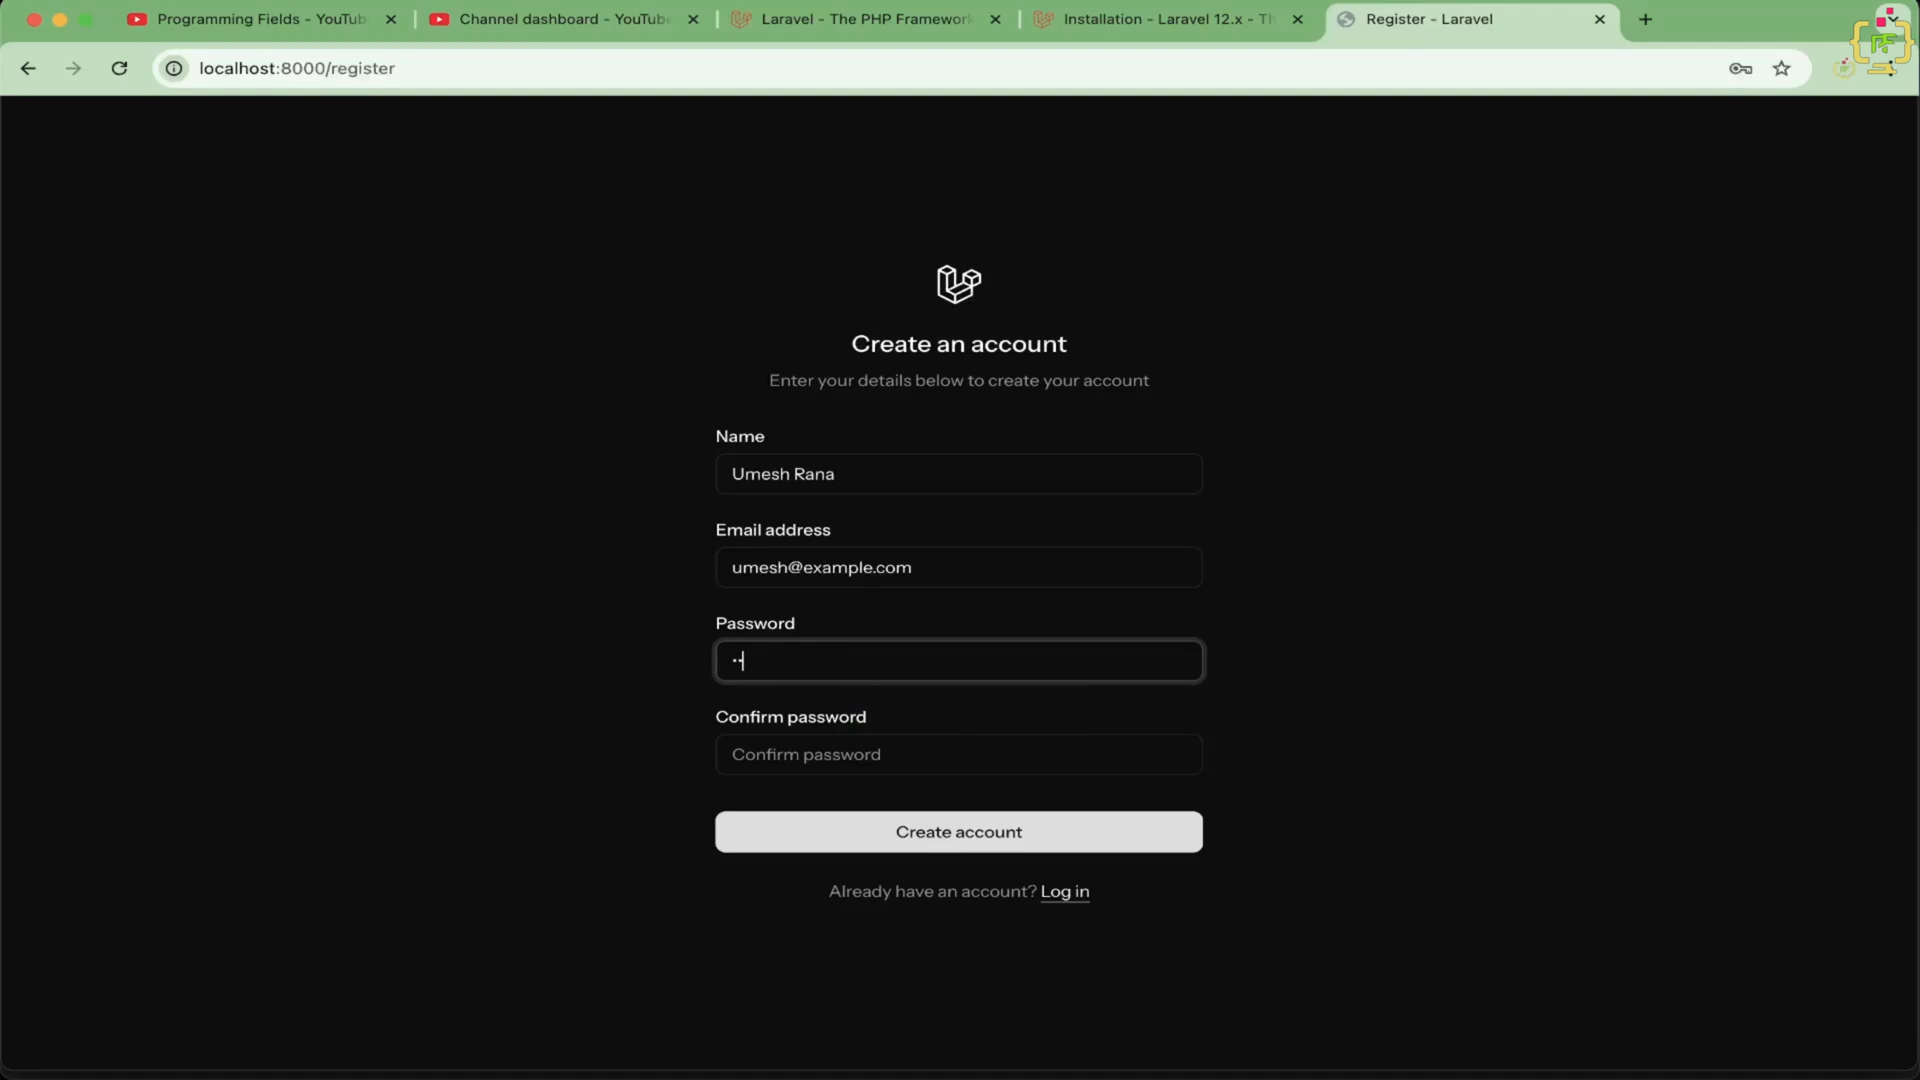 Programming Fields - YouTub
Channel dashboard - YouTub
Laravel - The PHP Framework
Installation - Laravel 12.x - Th
Register - Laravel
localhost:8000/register
Create an account
Enter your details below to create your account
Name
Umesh Rana
Email address
umesh@example.com
Password
Confirm password
Confirm password
Create account
Already have an account? Log in